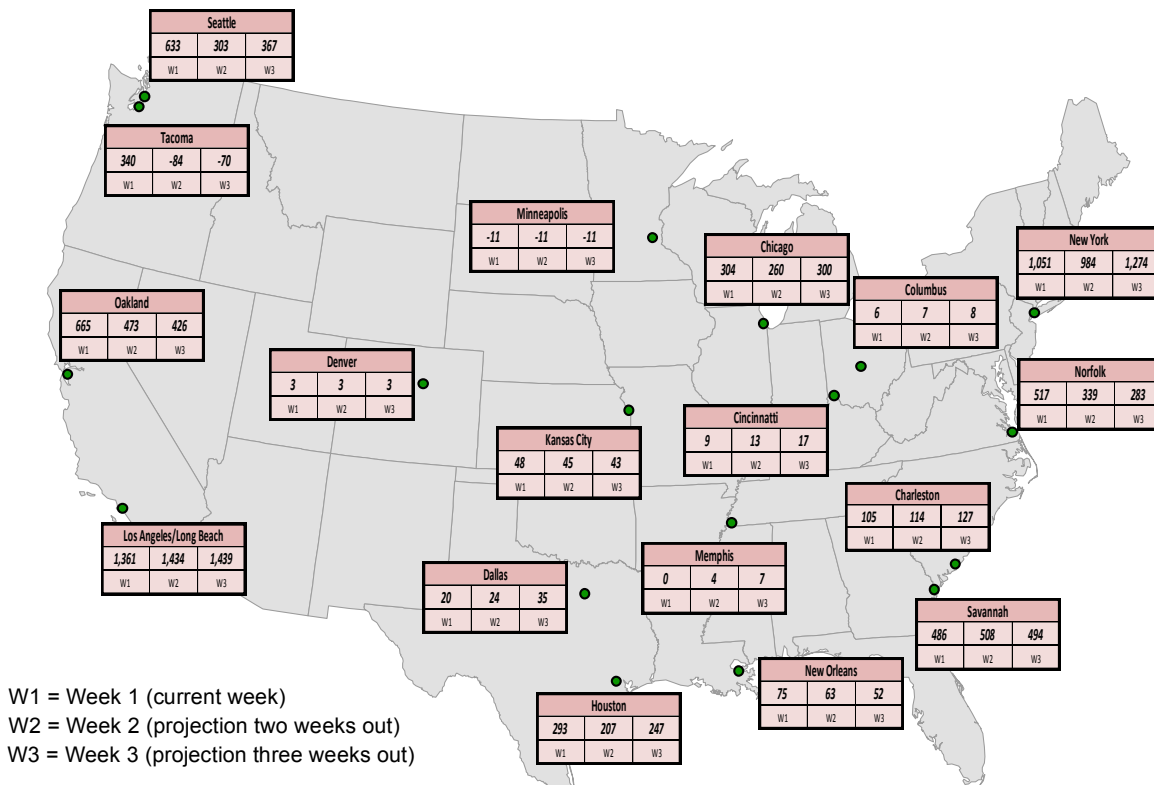 Seattle
633 303 367
W1 W2 W3
Tacoma
340 -84 -70
W1 W2 W3
Minneapolis
-11 -11 -11
W1 W2 W3
Chicago
304 260 300
W1 W2 W3
New York
1,051 984 1,274
W1 W2 W3
Columbus
6 7 8
W1 W2 W3
Oakland
665 473 426
W1 W2 W3
Denver
3 3 3
W1 W2 W3
Norfolk
517 339 283
W1 W2 W3
Cincinnatti
9 13 17
W1 W2 W3
Kansas City
48 45 43
W1 W2 W3
Charleston
105 114 127
W1 W2 W3
Los Angeles/Long Beach
1,361 1,434 1,439
W1 W2 W3
Memphis
0 4 7
W1 W2 W3
Dallas
20 24 35
W1 W2 W3
Savannah
486 508 494
W1 W2 W3
New Orleans
75 63 52
W1 W2 W3
Houston
293 207 247
W1 W2 W3
W1 = Week 1 (current week)
W2 = Week 2 (projection two weeks out)
W3 = Week 3 (projection three weeks out)